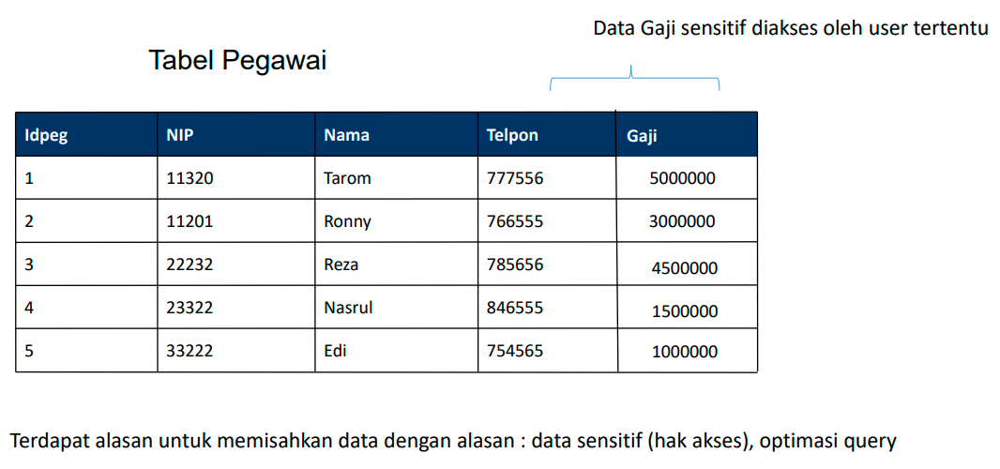 Data Gaji sensitif diakses oleh user tertentu
Tabel Pegawai
Idpeg NIP Nama Telpon Gaji
1 11320 Tarom 777556 5000000
2 11201 Ronny 766555 3000000
3 22232 Reza 785656 4500000
4 23322 Nasrul 846555 1500000
5 33222 Edi 754565 1000000
Terdapat alasan untuk memisahkan data dengan alasan : data sensitif (hak akses), optimasi query